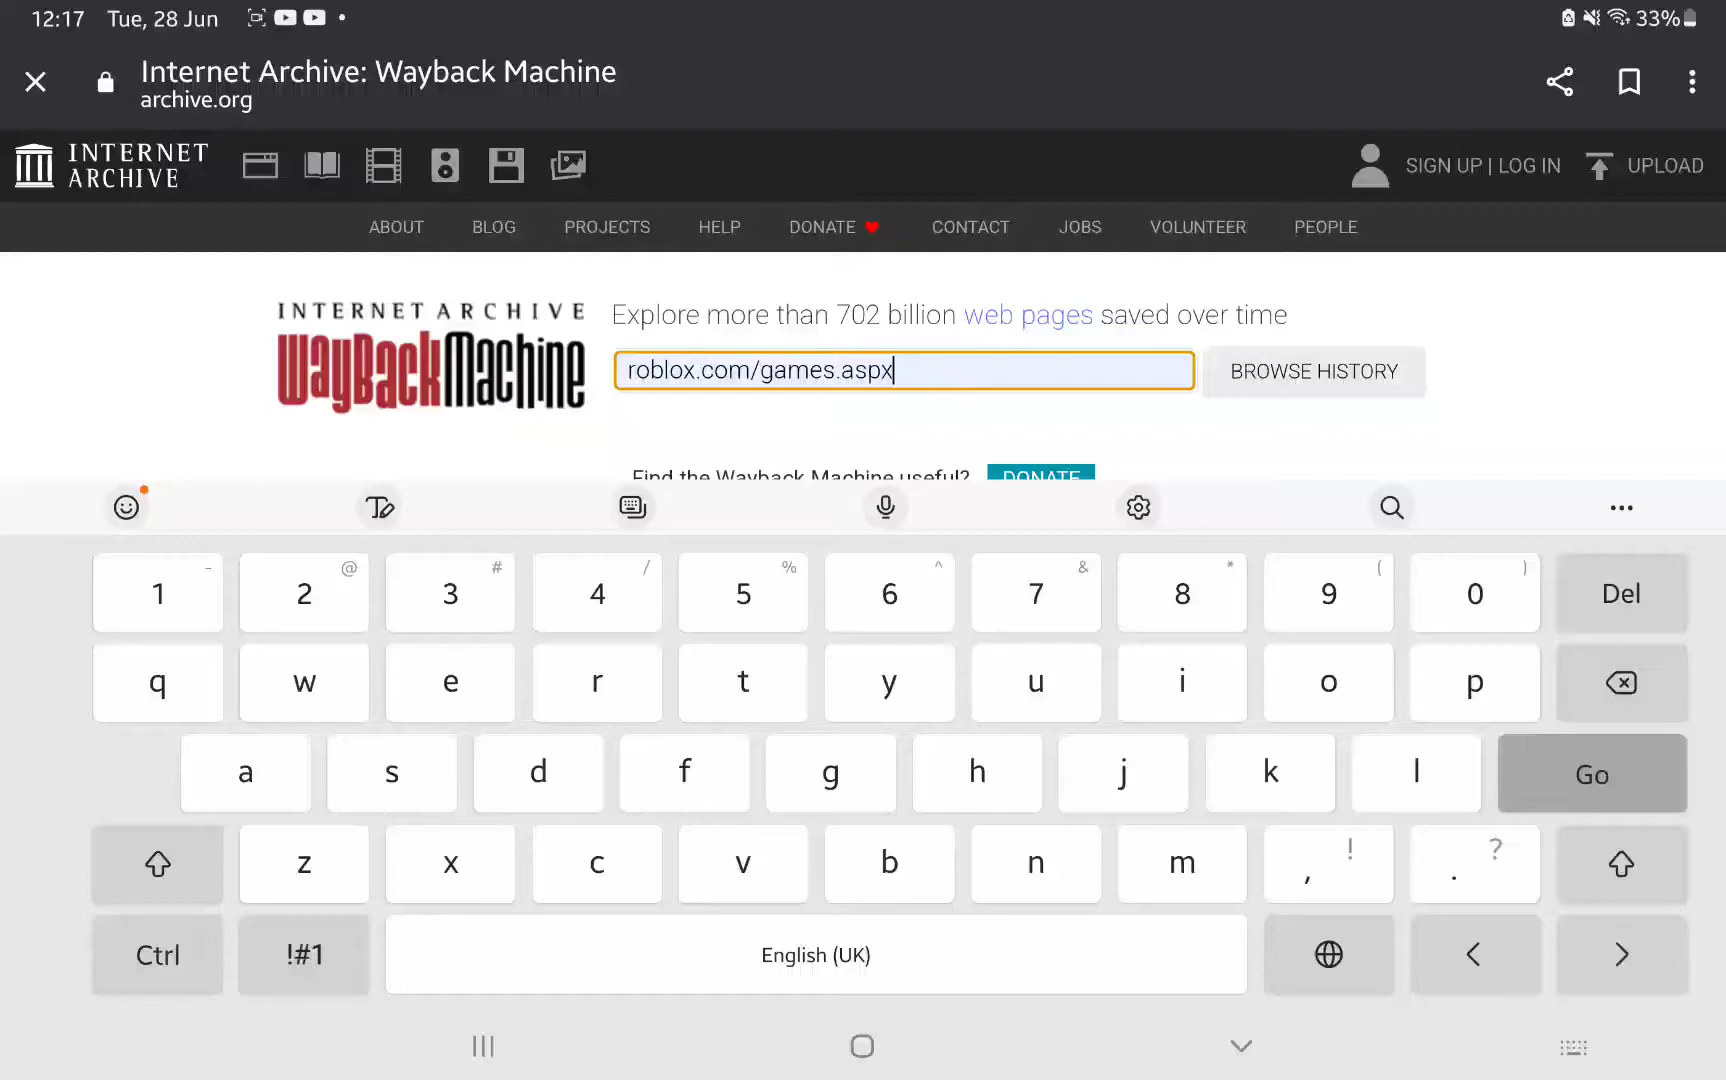 12:17 Tue, 28 Jun 33%
Internet Archive: Wayback Machine
archive.org
INTERNET ARCHIVE SIGN UP | LOG IN UPLOAD
ABOUT BLOG PROJECTS HELP DONATE CONTACT JOBS VOLUNTEER PEOPLE
INTERNET ARCHIVE
WayBackMachine
Explore more than 702 billion web pages saved over time
roblox.com/games.aspx BROWSE HISTORY
Find the Wayback Machine useful? DONATE
- @ # / % ^ & * ( )
1 2 3 4 5 6 7 8 9 0 Del
q w e r t y u i o p
a s d f g h j k l Go
z x c v b n m , ! . ?
Ctrl !#1 English (UK) < >